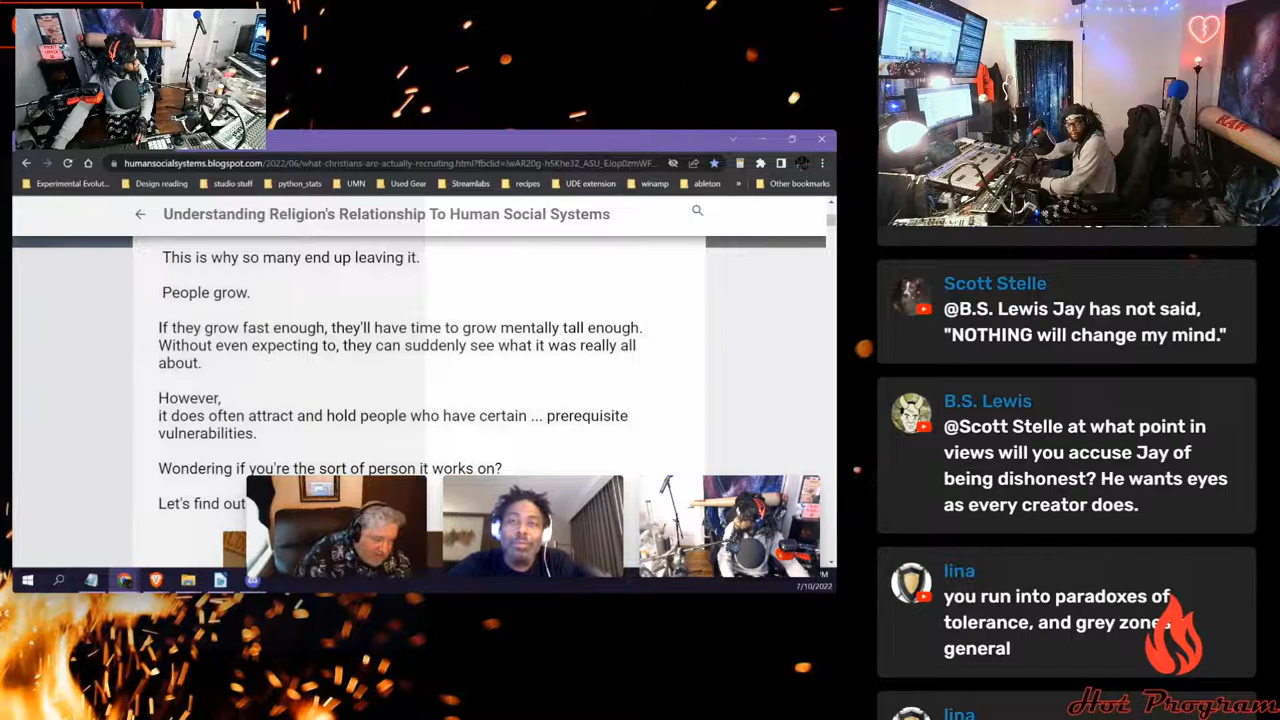 humansocialsystems.blogspot.com/2022/06/what-christians-are-actually-recruiting.html?fbclid=IwAR20g-h5Khe32_ASU_EJop0zmWF...
Experimental Evolut... Design reading studio stuff python_stats UMN Used Gear Streamlabs recipes UDE extension winamp ableton » Other bookmarks
Understanding Religion's Relationship To Human Social Systems
This is why so many end up leaving it.
People grow.
If they grow fast enough, they'll have time to grow mentally tall enough.
Without even expecting to, they can suddenly see what it was really all
about.
However,
it does often attract and hold people who have certain ... prerequisite
vulnerabilities.
Wondering if you're the sort of person it works on?
Let's find out
7/10/2022
RAW
Scott Stelle
@B.S. Lewis Jay has not said,
"NOTHING will change my mind."
B.S. Lewis
@Scott Stelle at what point in
views will you accuse Jay of
being dishonest? He wants eyes
as every creator does.
lina
you run into paradoxes of
tolerance, and grey zones
general
lina
Hot Program